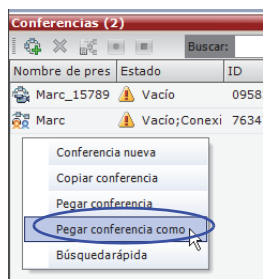 Conferencias (2)
Buscar:
Nombre de pres Estado ID
Marc_15789 Vacío 0958
Marc Vacío;Conexi 7634
Conferencia nueva
Copiar conferencia
Pegar conferencia
Pegar conferencia como
Búsquedarápida